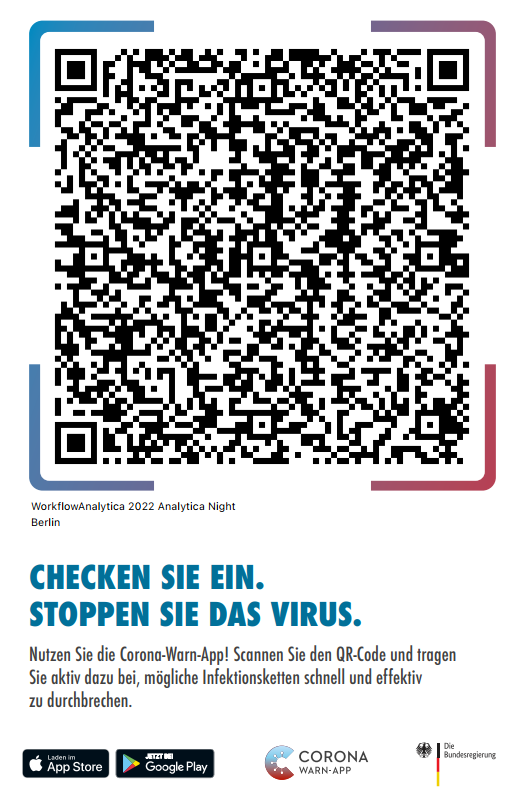 WorkflowAnalytica 2022 Analytica Night
Berlin
CHECKEN SIE EIN.
STOPPEN SIE DAS VIRUS.
Nutzen Sie die Corona-Warn-App! Scannen Sie den QR-Code und tragen
Sie aktiv dazu bei, mögliche Infektionsketten schnell und effektiv
zu durchbrechen.
Laden im
App Store
JETZT BEI
Google Play
CORONA
WARN-APP
Die
Bundesregierung